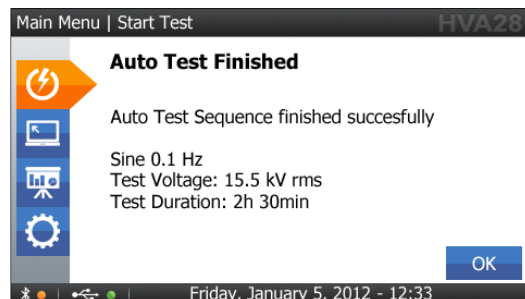 Main Menu | Start Test
HVA28
Auto Test Finished
Auto Test Sequence finished succesfully
Sine 0.1 Hz
Test Voltage: 15.5 kV rms
Test Duration: 2h 30min
OK
Friday, January 5, 2012 - 12:33